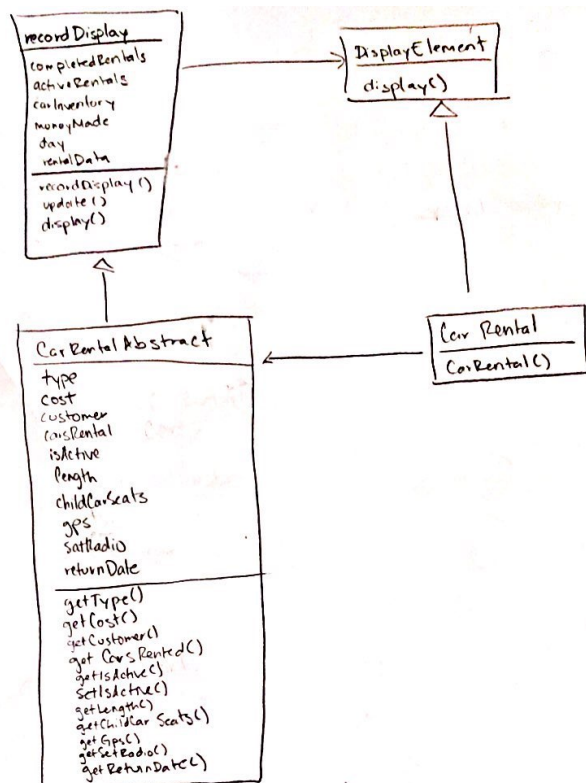 recordDisplay
completedRentals
activeRentals
carInventory
moneyMade
day
rentalData
recordDisplay()
update()
display()
DisplayElement
display()
Car Rental
CarRental()
CarRentalAbstract
type
cost
customer
carsRental
isActive
length
childCarSeats
gps
satRadio
returnDate
getType()
getCost()
getCustomer()
get CarsRented()
getIsActive()
setIsActive()
getLength()
getChildCar Seats()
getGps()
getSatRadio()
getReturnDate()